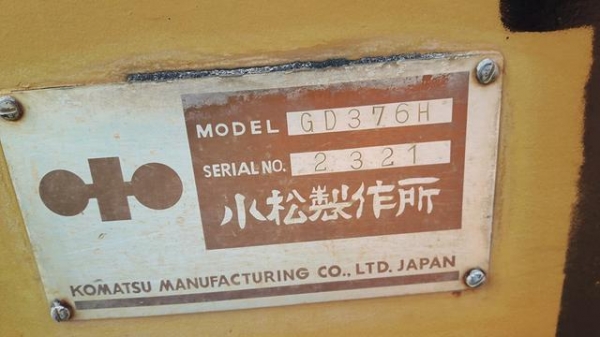 MODEL GD376H
SERIAL NO. 2321
小松製作所
KOMATSU MANUFACTURING CO., LTD. JAPAN